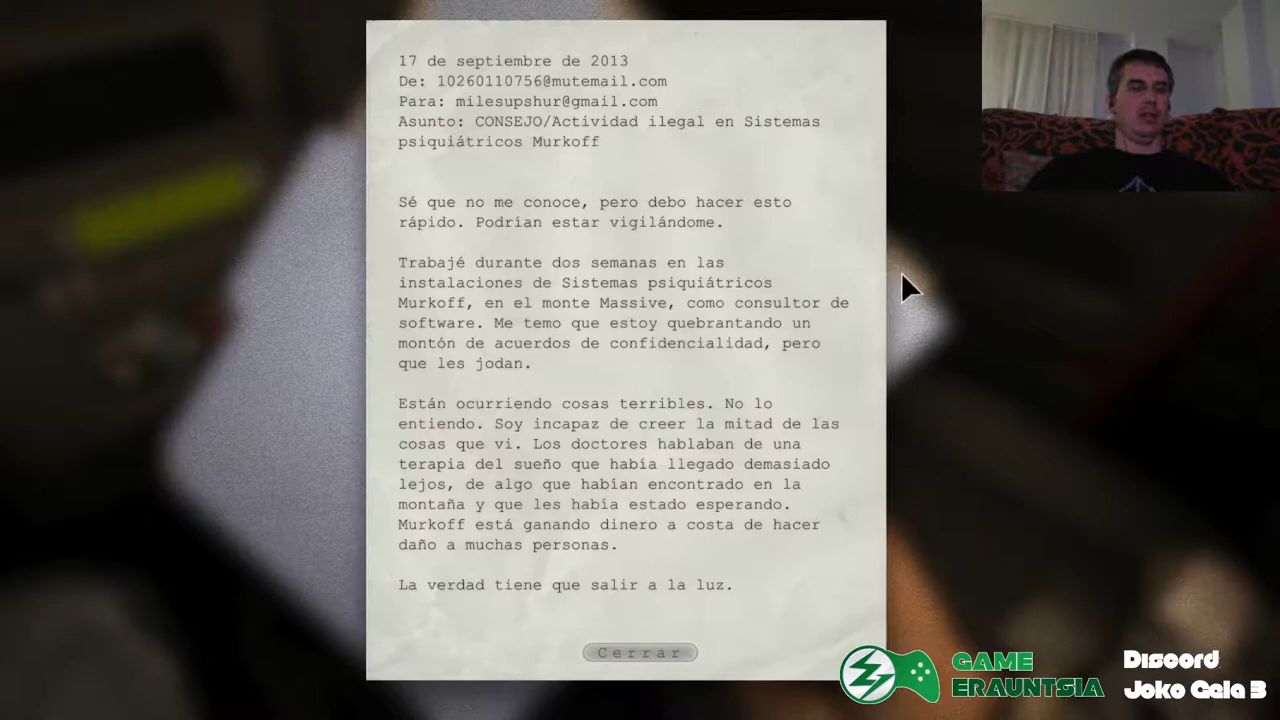 17 de septiembre de 2013
De: 10260110756@mutemail.com
Para: milesupshur@gmail.com
Asunto: CONSEJO/Actividad ilegal en Sistemas
psiquiátricos Murkoff
Sé que no me conoce, pero debo hacer esto
rápido. Podrían estar vigilándome.
Trabajé durante dos semanas en las
instalaciones de Sistemas psiquiátricos
Murkoff, en el monte Massive, como consultor de
software. Me temo que estoy quebrantando un
montón de acuerdos de confidencialidad, pero
que les jodan.
Están ocurriendo cosas terribles. No lo
entiendo. Soy incapaz de creer la mitad de las
cosas que vi. Los doctores hablaban de una
terapia del sueño que había llegado demasiado
lejos, de algo que habían encontrado en la
montaña y que les había estado esperando.
Murkoff está ganando dinero a costa de hacer
daño a muchas personas.
La verdad tiene que salir a la luz.
Cerrar
GAME
ERAUNTSIA
Discord
Joko Gela 3